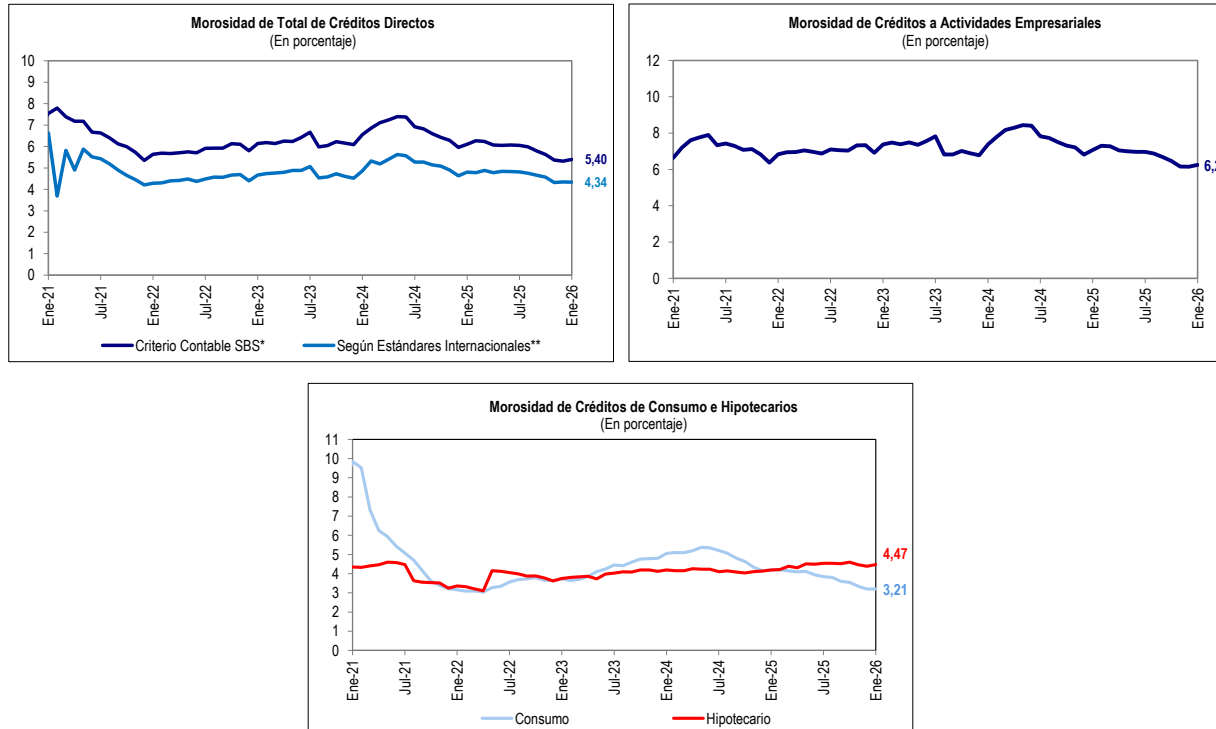 Morosidad de Total de Créditos Directos
(En porcentaje)
10
9
8
7
6
5
4
3
2
1
0
5,40
4,34
Ene-21
Jul-21
Ene-22
Jul-22
Ene-23
Jul-23
Ene-24
Jul-24
Ene-25
Jul-25
Ene-26
Criterio Contable SBS*
Según Estándares Internacionales**
Morosidad de Créditos a Actividades Empresariales
(En porcentaje)
12
10
8
6
4
2
0
Ene-21
Jul-21
Ene-22
Jul-22
Ene-23
Jul-23
Ene-24
Jul-24
Ene-25
Jul-25
Ene-26
Morosidad de Créditos de Consumo e Hipotecarios
(En porcentaje)
11
10
9
8
7
6
5
4
3
2
1
0
4,47
3,21
Ene-21
Jul-21
Ene-22
Jul-22
Ene-23
Jul-23
Ene-24
Jul-24
Ene-25
Jul-25
Ene-26
Consumo
Hipotecario